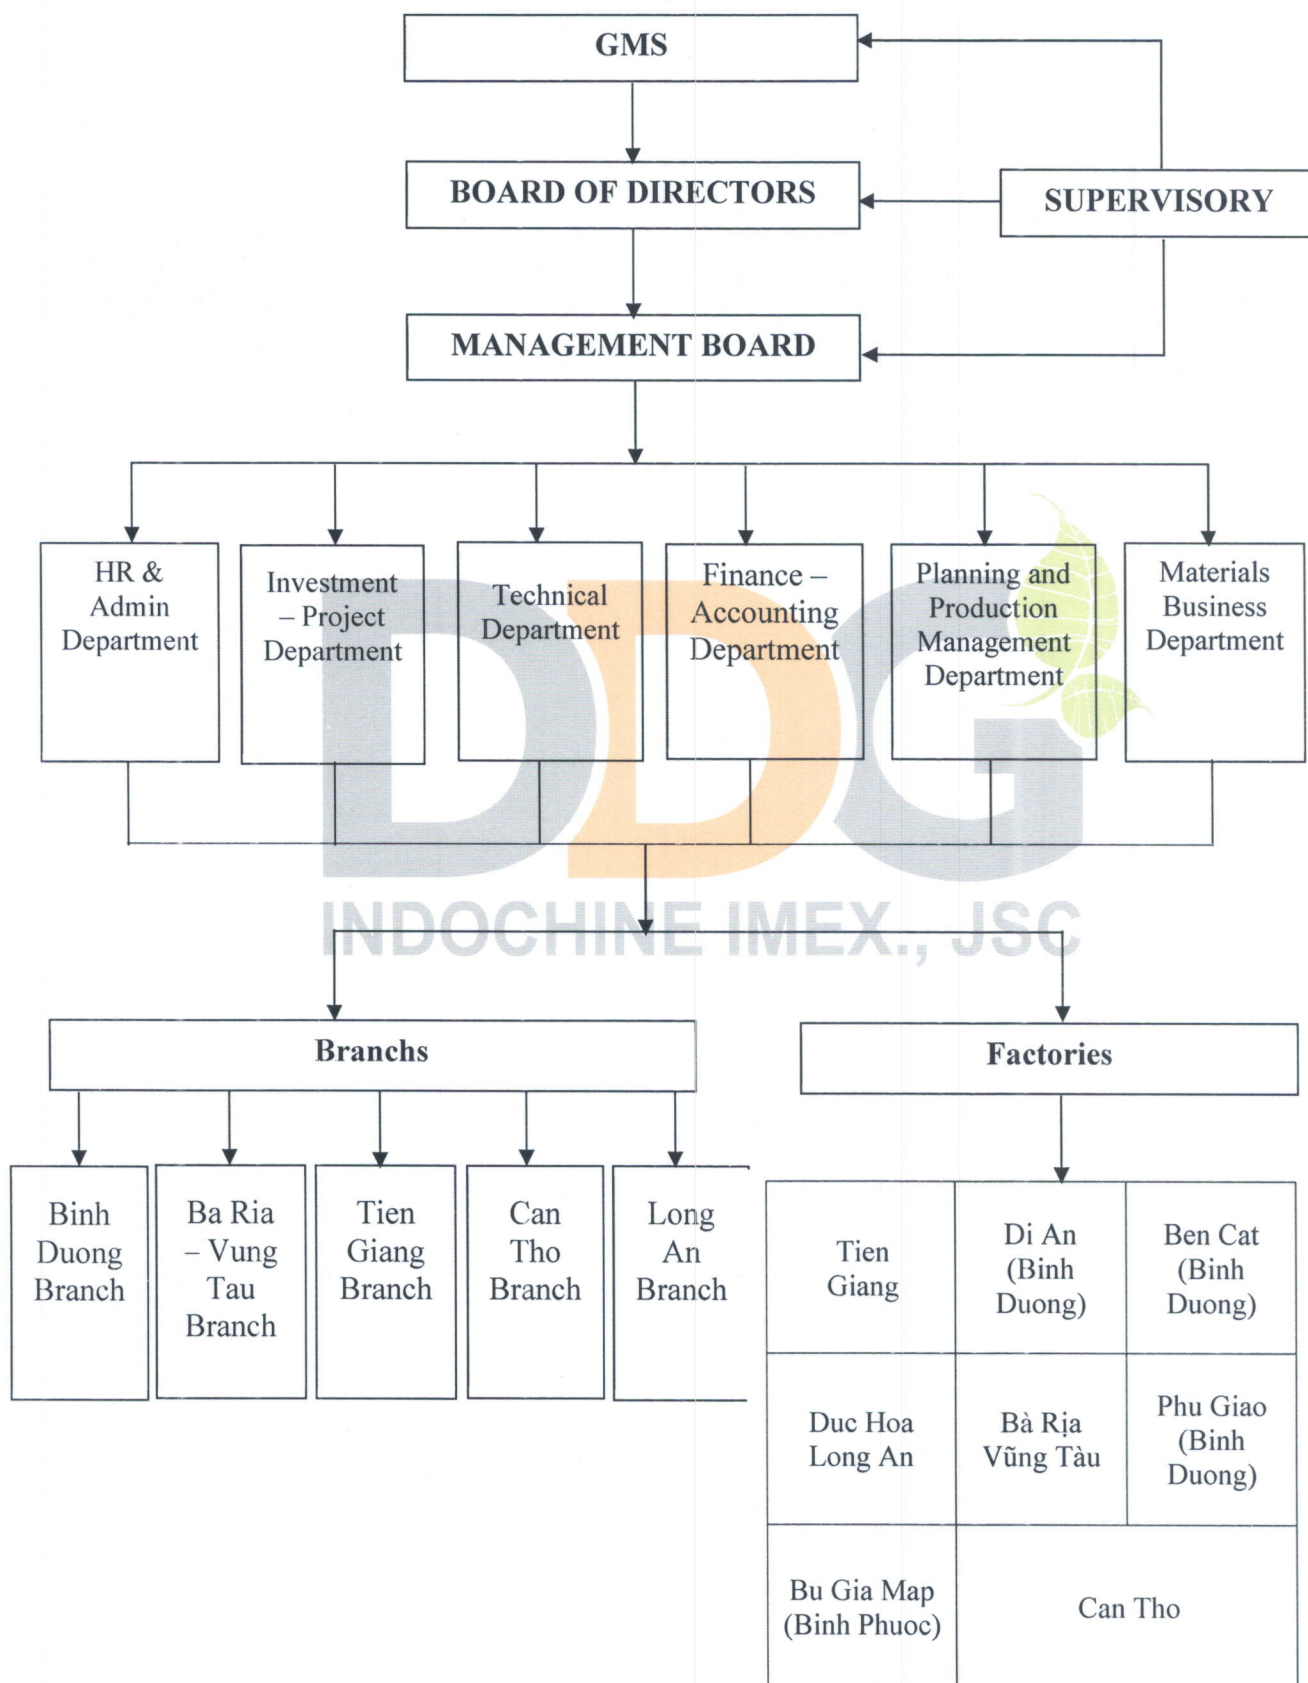 GMS
BOARD OF DIRECTORS
SUPERVISORY
MANAGEMENT BOARD
HR &
Admin
Department
Investment
– Project
Department
Technical
Department
Finance –
Accounting
Department
Planning and
Production
Management
Department
Materials
Business
Department
DDG
INDOCHINE IMEX., JSC
Branchs
Factories
Binh
Duong
Branch
Ba Ria
– Vung
Tau
Branch
Tien
Giang
Branch
Can
Tho
Branch
Long
An
Branch
Tien
Giang
Di An
(Binh
Duong)
Ben Cat
(Binh
Duong)
Duc Hoa
Long An
Bà Rịa
Vũng Tàu
Phu Giao
(Binh
Duong)
Bu Gia Map
(Binh Phuoc)
Can Tho